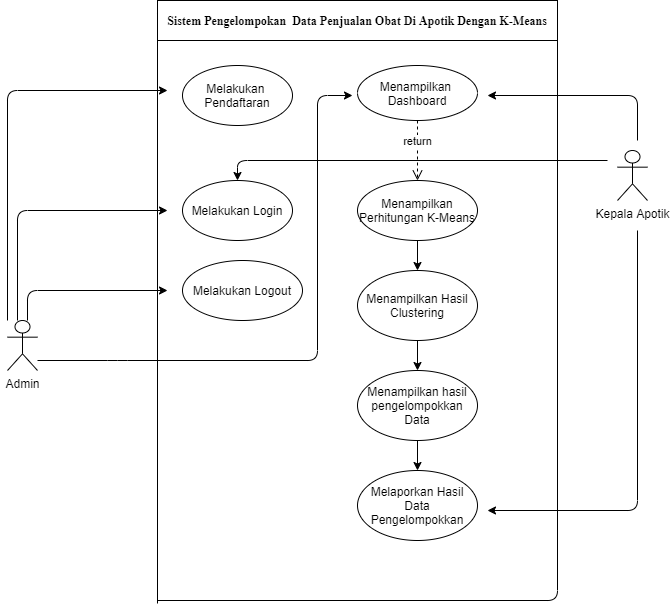 Sistem Pengelompokan Data Penjualan Obat Di Apotik Dengan K-Means
Melakukan
Pendaftaran
Menampilkan
Dashboard
return
Melakukan Login
Menampilkan
Perhitungan K-Means
Kepala Apotik
Melakukan Logout
Menampilkan Hasil
Clustering
Admin
Menampilkan hasil
pengelompokkan
Data
Melaporkan Hasil
Data
Pengelompokkan